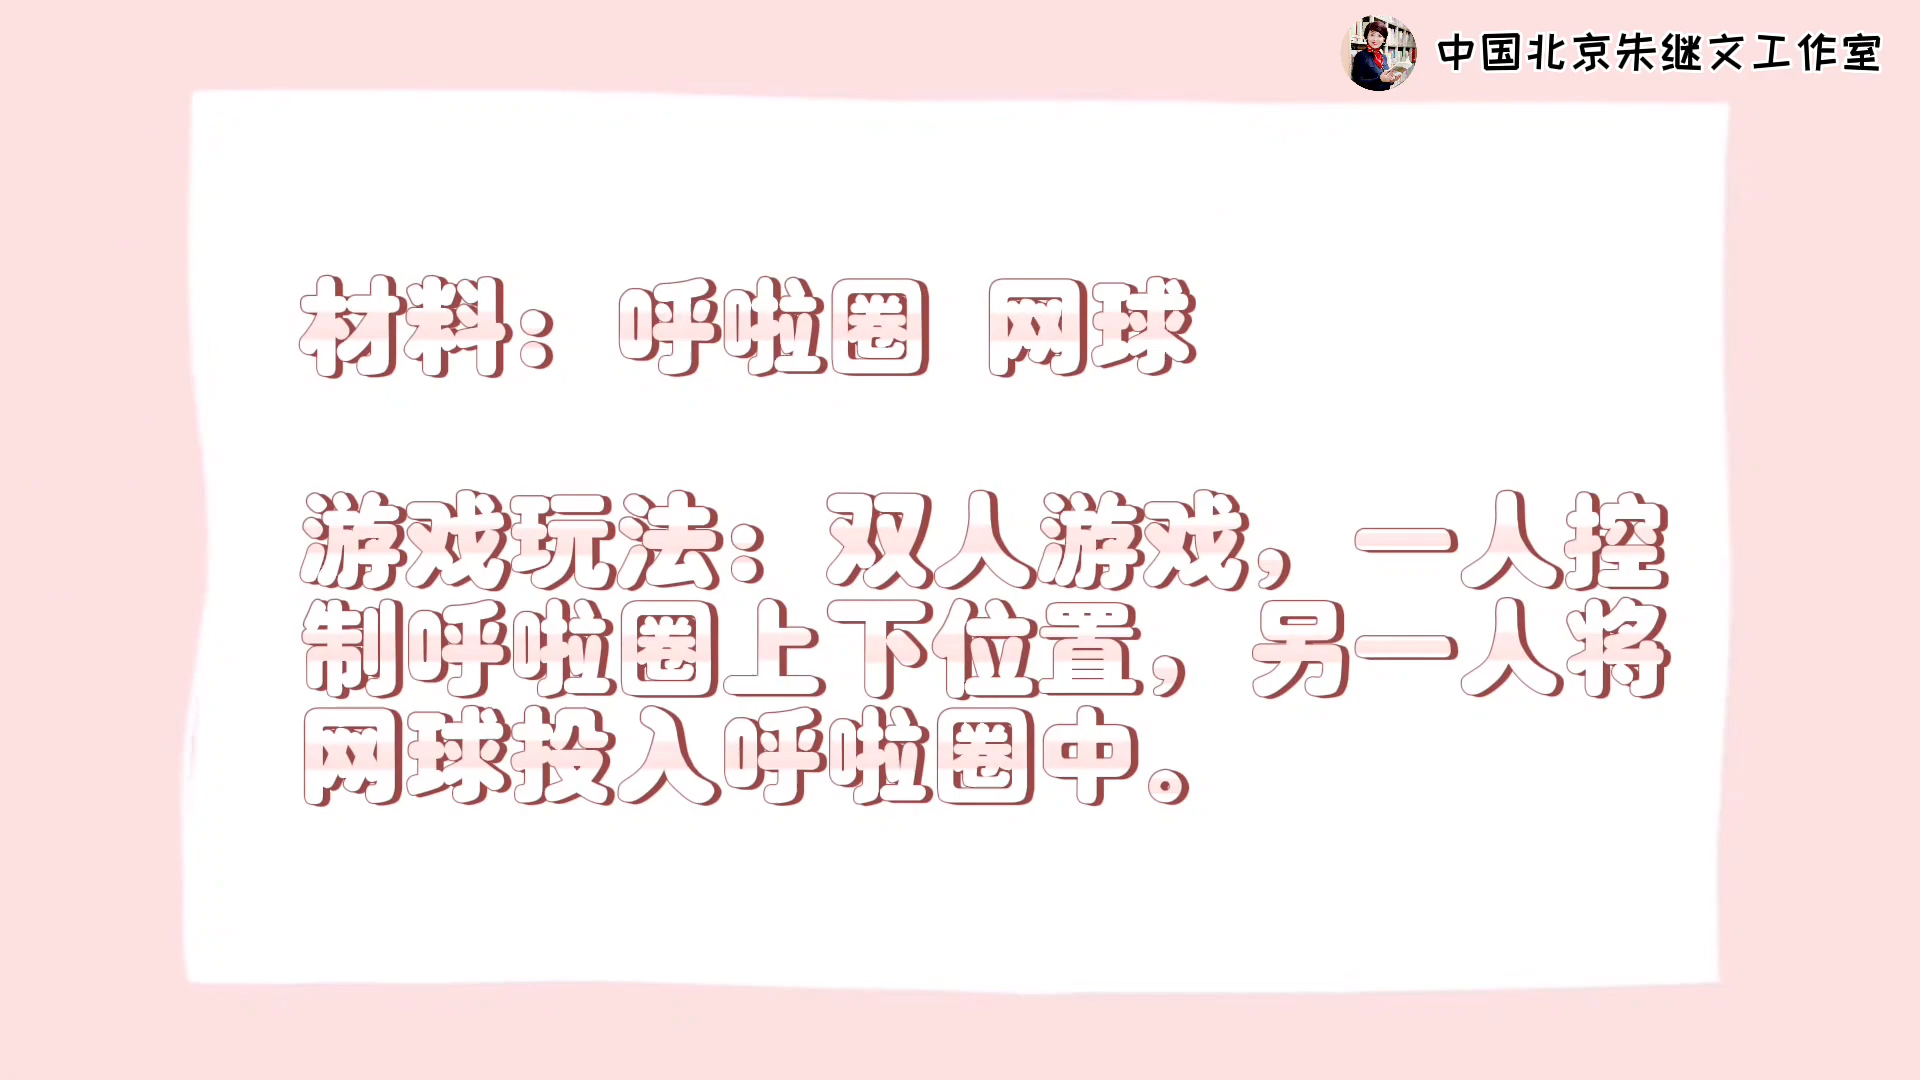 中国北京朱继文工作室
材料：呼啦圈 网球
游戏玩法：双人游戏，一人控
制呼啦圈上下位置，另一人将
网球投入呼啦圈中。